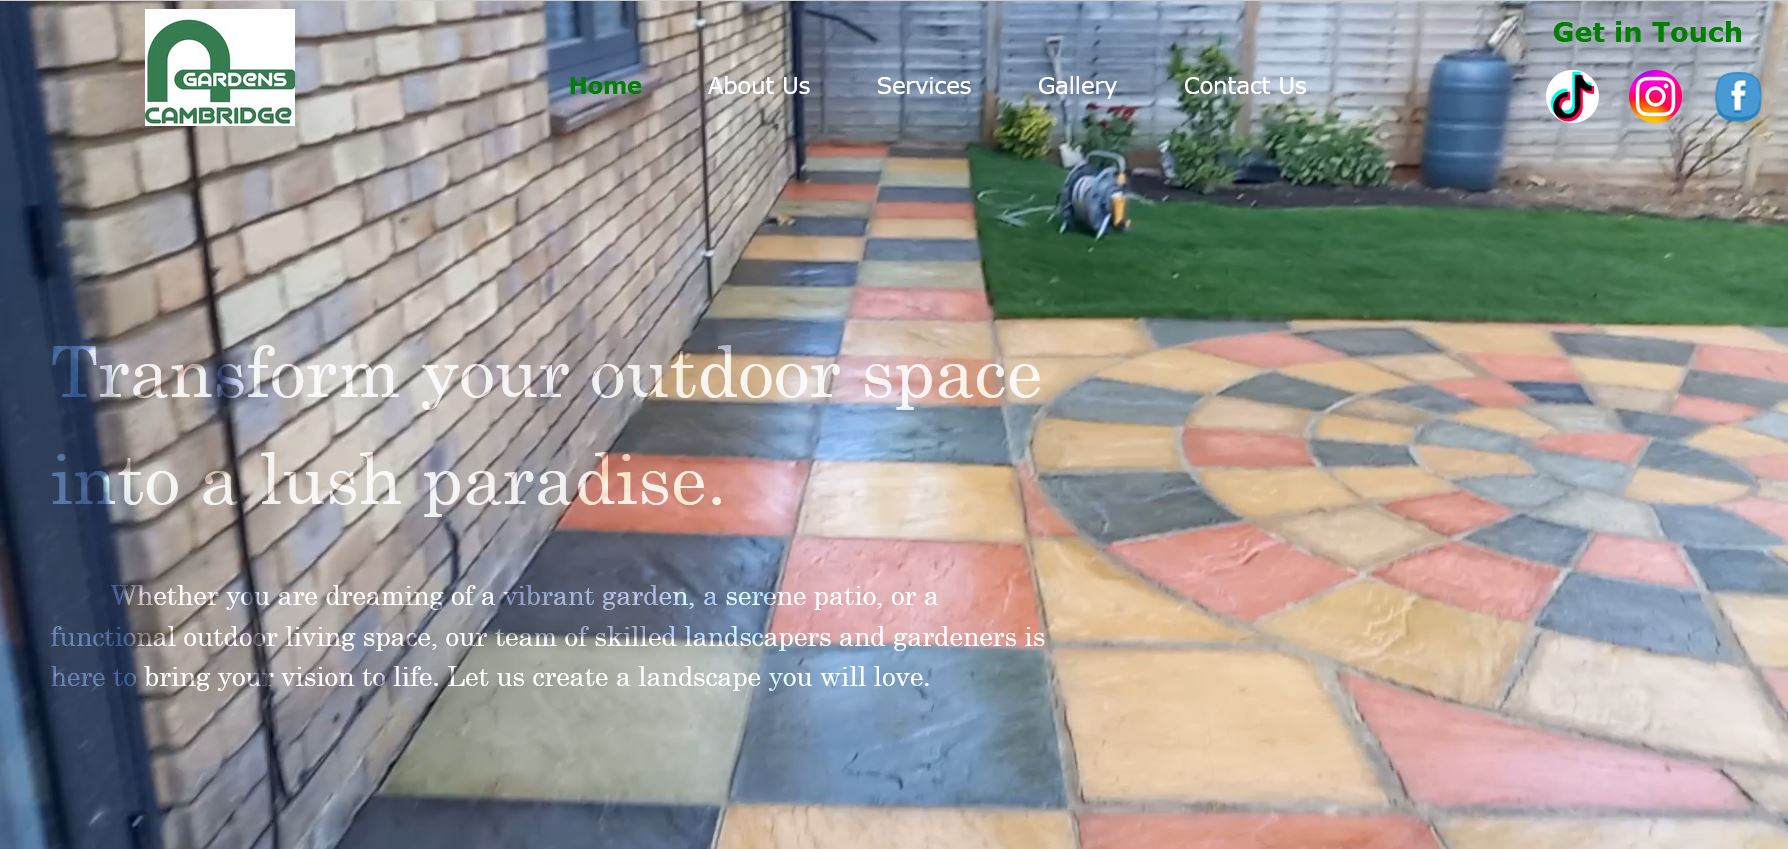 GARDENS
CAMBRIDGE
Home About Us Services Gallery Contact Us
Get in Touch
Transform your outdoor space
into a lush paradise.
Whether you are dreaming of a vibrant garden, a serene patio, or a
functional outdoor living space, our team of skilled landscapers and gardeners is
here to bring your vision to life. Let us create a landscape you will love.